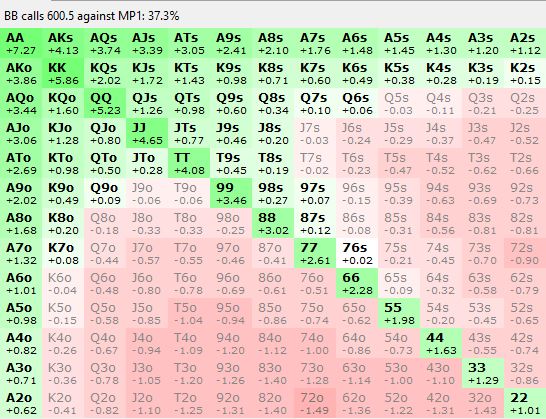 BB calls 600.5 against MP1: 37.3%
AA AKs AQs AJs ATs A9s A8s A7s A6s A5s A4s A3s A2s
+7.27 +4.13 +3.74 +3.39 +3.05 +2.41 +2.10 +1.76 +1.48 +1.45 +1.30 +1.20 +1.12
AKo KK KQs KJs KTs K9s K8s K7s K6s K5s K4s K3s K2s
+3.86 +5.86 +2.02 +1.72 +1.43 +0.98 +0.71 +0.60 +0.49 +0.38 +0.28 +0.19 +0.15
AQo KQo QQ QJs QTs Q9s Q8s Q7s Q6s Q5s Q4s Q3s Q2s
+3.44 +1.60 +5.23 +1.26 +0.98 +0.60 +0.34 +0.10 +0.06 -0.03 -0.11 -0.21 -0.25
AJo KJo QJo JJ JTs J9s J8s J7s J6s J5s J4s J3s J2s
+3.06 +1.28 +0.80 +4.65 +0.77 +0.46 +0.20 -0.03 -0.24 -0.29 -0.37 -0.47 -0.52
ATo KTo QTo JTo TT T9s T8s T7s T6s T5s T4s T3s T2s
+2.69 +0.98 +0.50 +0.28 +4.08 +0.45 +0.19 -0.02 -0.23 -0.47 -0.52 -0.62 -0.66
A9o K9o Q9o J9o T9o 99 98s 97s 96s 95s 94s 93s 92s
+2.02 +0.49 +0.09 -0.06 -0.06 +3.46 +0.27 +0.07 -0.15 -0.39 -0.63 -0.69 -0.73
A8o K8o Q8o J8o T8o 98o 88 87s 86s 85s 84s 83s 82s
+1.68 +0.20 -0.18 -0.33 -0.33 -0.25 +3.02 +0.12 -0.08 -0.31 -0.56 -0.81 -0.81
A7o K7o Q7o J7o T7o 97o 87o 77 76s 75s 74s 73s 72s
+1.32 +0.08 -0.44 -0.57 -0.55 -0.46 -0.41 +2.61 +0.02 -0.21 -0.45 -0.70 -0.90
A6o K6o Q6o J6o T6o 96o 86o 76o 66 65s 64s 63s 62s
+1.01 -0.04 -0.48 -0.80 -0.78 -0.69 -0.61 -0.51 +2.28 -0.09 -0.32 -0.58 -0.79
A5o K5o Q5o J5o T5o 95o 85o 75o 65o 55 54s 53s 52s
+0.98 -0.15 -0.58 -0.85 -1.04 -0.94 -0.86 -0.74 -0.62 +1.98 -0.20 -0.45 -0.65
A4o K4o Q4o J4o T4o 94o 84o 74o 64o 54o 44 43s 42s
+0.82 -0.26 -0.67 -0.94 -1.09 -1.20 -1.12 -1.00 -0.86 -0.73 +1.63 -0.55 -0.74
A3o K3o Q3o J3o T3o 93o 83o 73o 63o 53o 43o 33 32s
+0.71 -0.36 -0.78 -1.05 -1.20 -1.26 -1.40 -1.28 -1.14 -1.00 -1.10 +1.29 -0.86
A2o K2o Q2o J2o T2o 92o 82o 72o 62o 52o 42o 32o 22
+0.62 -0.41 -0.82 -1.10 -1.25 -1.31 -1.40 -1.49 -1.36 -1.22 -1.31 -1.43 +1.01